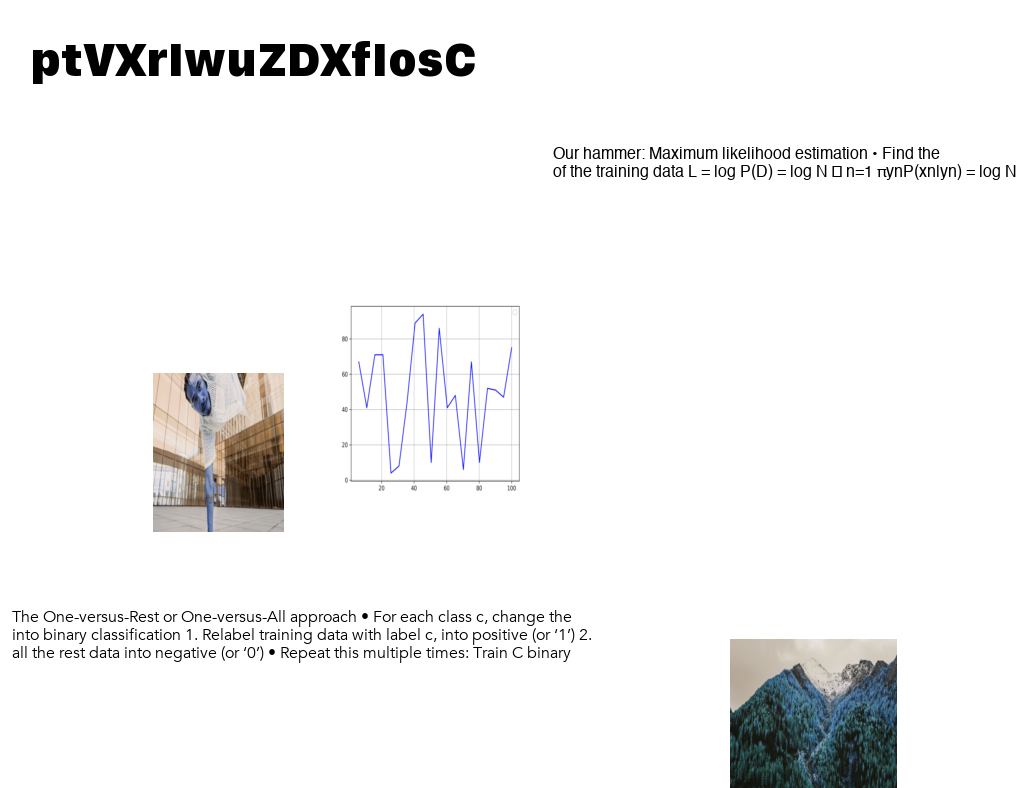 ptVXrIwuZDXfIosC
Our hammer: Maximum likelihood estimation • Find the
of the training data L = log P(D) = log N □ n=1 πynP(xn|yn) = log N
80
60
40
20
0
20 40 60 80 100
The One-versus-Rest or One-versus-All approach • For each class c, change the
into binary classification 1. Relabel training data with label c, into positive (or ‘1’) 2.
all the rest data into negative (or ‘0’) • Repeat this multiple times: Train C binary